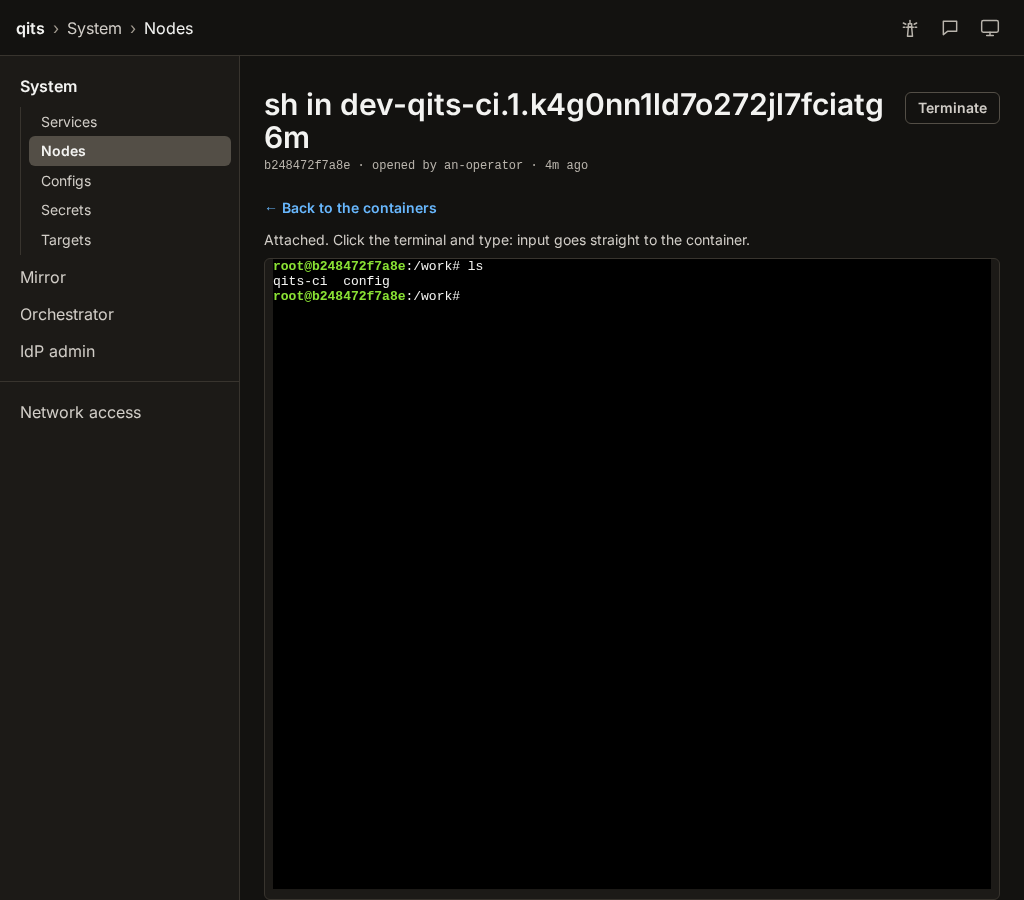 qits › System › Nodes
System
Services
Nodes
Configs
Secrets
Targets
Mirror
Orchestrator
IdP admin
Network access
sh in dev-qits-ci.1.k4g0nn1ld7o272jl7fciatg
6m
Terminate
b248472f7a8e · opened by an-operator · 4m ago
← Back to the containers
Attached. Click the terminal and type: input goes straight to the container.
root@b248472f7a8e:/work# ls
qits-ci  config
root@b248472f7a8e:/work#